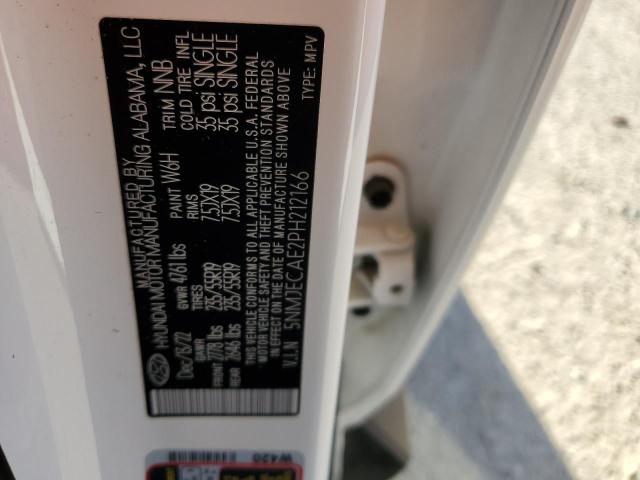 MANUFACTURED BY
HYUNDAI MOTOR MANUFACTURING ALABAMA, LLC
Dec/13/22 GVWR 4761 lbs PAINT W6H TRIM NNB
GAWR TIRES RIMS COLD TIRE INFL
FRONT 2778 lbs 235/55R19 7.5JX19 35 psi SINGLE
REAR 2646 lbs 235/55R19 7.5JX19 35 psi SINGLE
THIS VEHICLE CONFORMS TO ALL APPLICABLE U.S.A. FEDERAL
MOTOR VEHICLE SAFETY AND THEFT PREVENTION STANDARDS
IN EFFECT ON THE DATE OF MANUFACTURE SHOWN ABOVE
V.I.N 5NMJECAE2PH212166 TYPE: MPV
W420